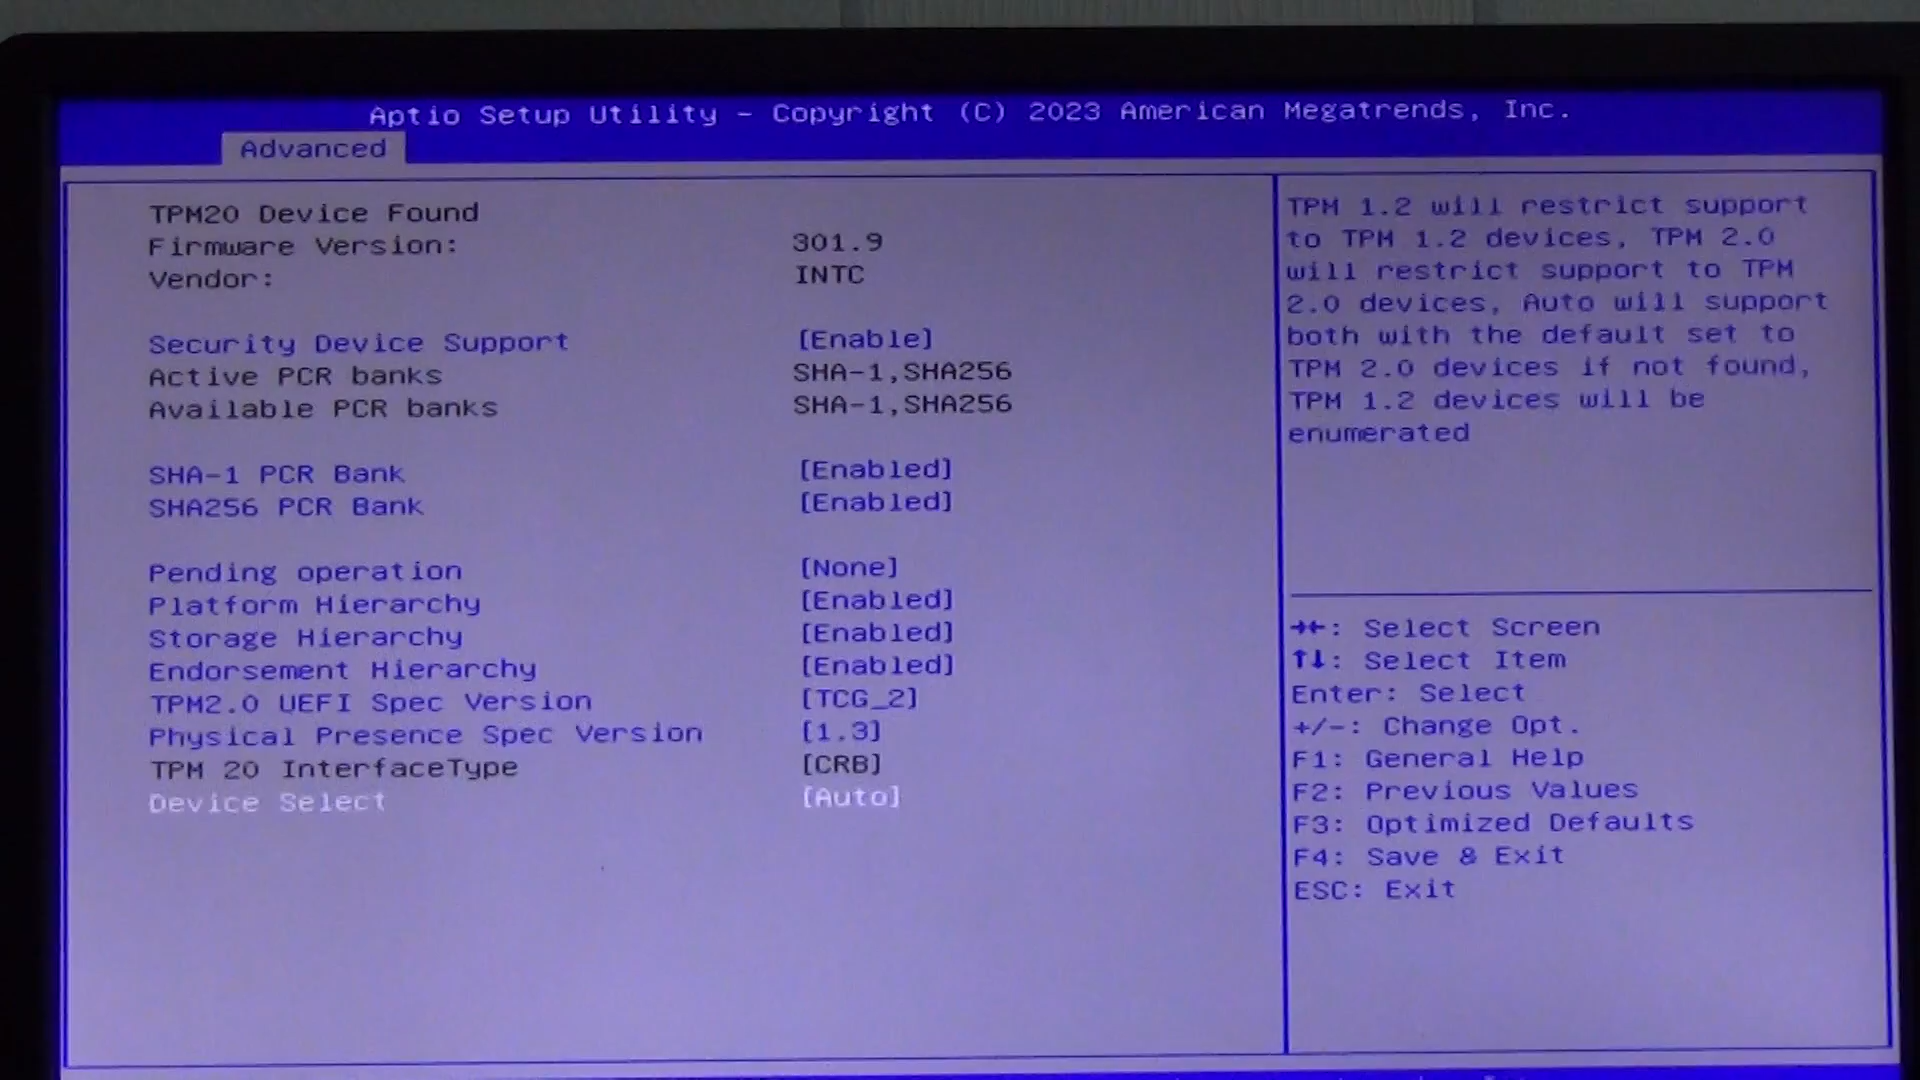 Aptio Setup Utility – Copyright (C) 2023 American Megatrends, Inc.
Advanced
TPM20 Device Found
Firmware Version: 301.9
Vendor: INTC
Security Device Support [Enable]
Active PCR banks SHA-1,SHA256
Available PCR banks SHA-1,SHA256
SHA-1 PCR Bank [Enabled]
SHA256 PCR Bank [Enabled]
Pending operation [None]
Platform Hierarchy [Enabled]
Storage Hierarchy [Enabled]
Endorsement Hierarchy [Enabled]
TPM2.0 UEFI Spec Version [TCG_2]
Physical Presence Spec Version [1.3]
TPM 20 InterfaceType [CRB]
Device Select [Auto]
TPM 1.2 will restrict support
to TPM 1.2 devices, TPM 2.0
will restrict support to TPM
2.0 devices, Auto will support
both with the default set to
TPM 2.0 devices if not found,
TPM 1.2 devices will be
enumerated
→←: Select Screen
↑↓: Select Item
Enter: Select
+/-: Change Opt.
F1: General Help
F2: Previous Values
F3: Optimized Defaults
F4: Save & Exit
ESC: Exit